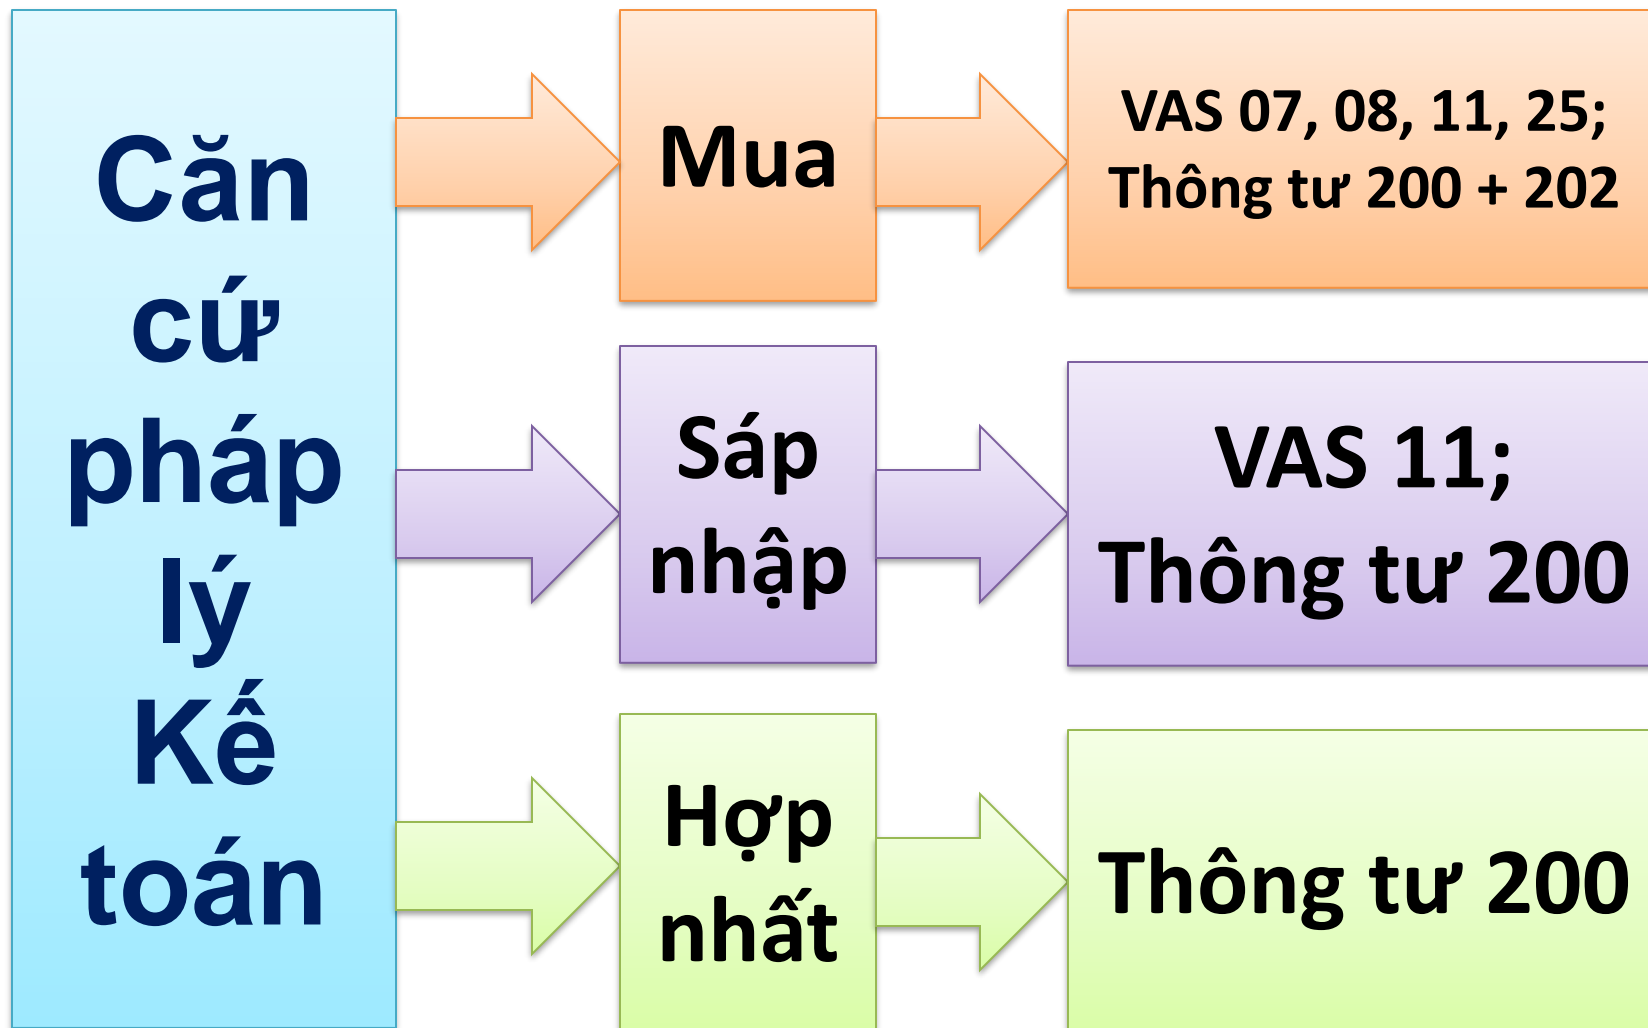 Căn
cứ
pháp
lý
Kế
toán
Mua
VAS 07, 08, 11, 25;
Thông tư 200 + 202
Sáp
nhập
VAS 11;
Thông tư 200
Hợp
nhất
Thông tư 200